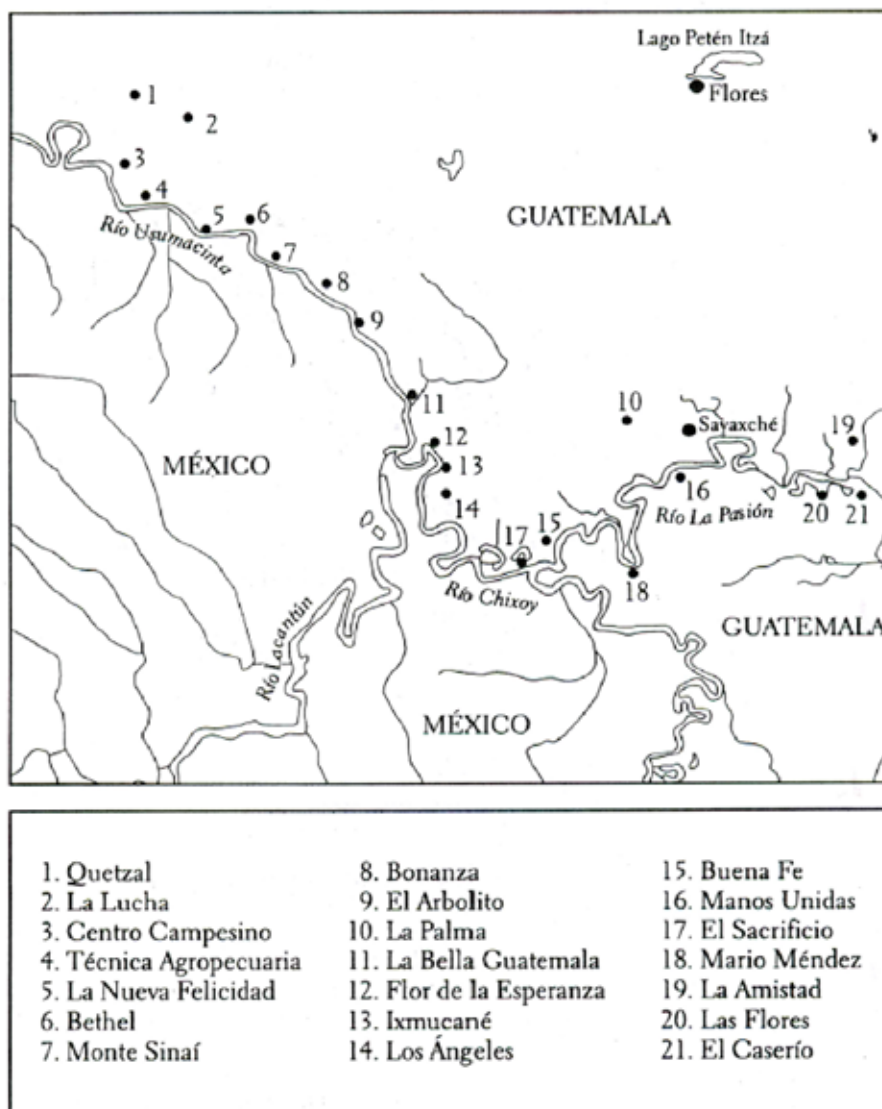 Lago Petén Itzá
Flores
1
2
3
4
5
6
7
8
9
GUATEMALA
Río Usumacinta
MÉXICO
11
12
13
14
10
Sayaxché
19
16
Río La Pasión
20
21
17
15
18
Río Chixoy
Río Lacantún
GUATEMALA
MÉXICO
1. Quetzal
2. La Lucha
3. Centro Campesino
4. Técnica Agropecuaria
5. La Nueva Felicidad
6. Bethel
7. Monte Sinaí
8. Bonanza
9. El Arbolito
10. La Palma
11. La Bella Guatemala
12. Flor de la Esperanza
13. Ixmucané
14. Los Ángeles
15. Buena Fe
16. Manos Unidas
17. El Sacrificio
18. Mario Méndez
19. La Amistad
20. Las Flores
21. El Caserío